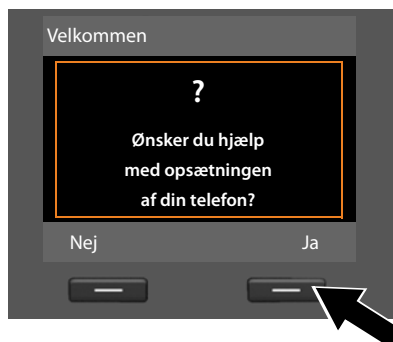 Velkommen
?
Ønsker du hjælp
med opsætningen
af din telefon?
Nej Ja